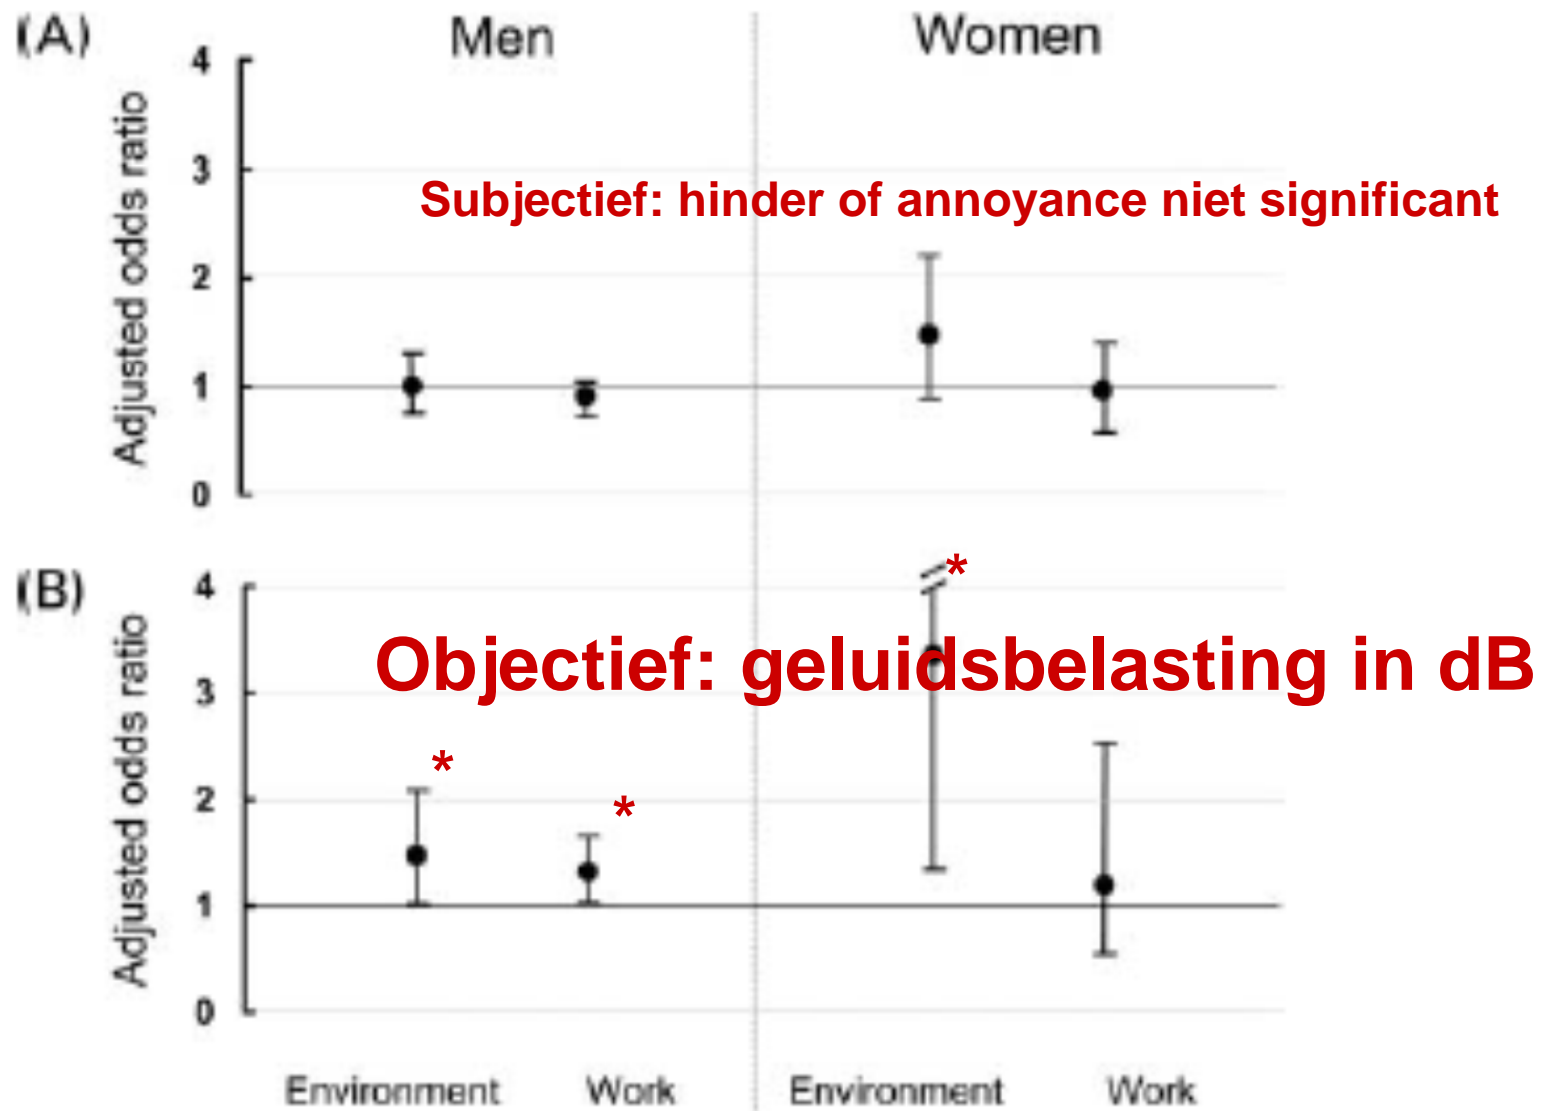 (A)
Men
Women
Adjusted odds ratio
4
3
2
1
0
Subjectief: hinder of annoyance niet significant
(B)
Adjusted odds ratio
4
3
2
1
0
*
Objectief: geluidsbelasting in dB
*
*
Environment Work Environment Work